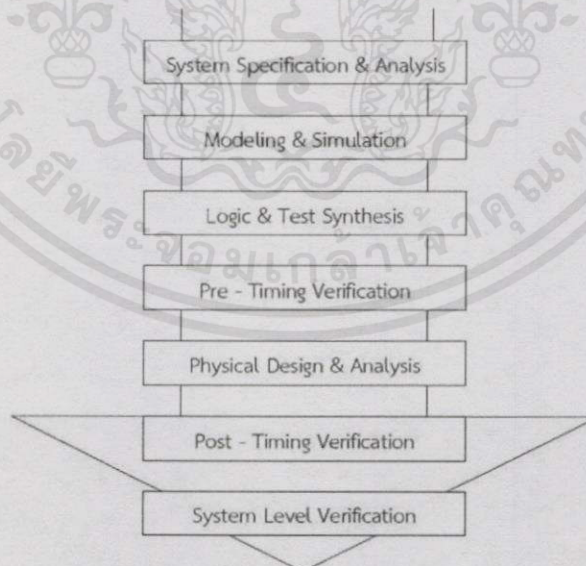 System Specification & Analysis
Modeling & Simulation
Logic & Test Synthesis
Pre - Timing Verification
Physical Design & Analysis
Post - Timing Verification
System Level Verification